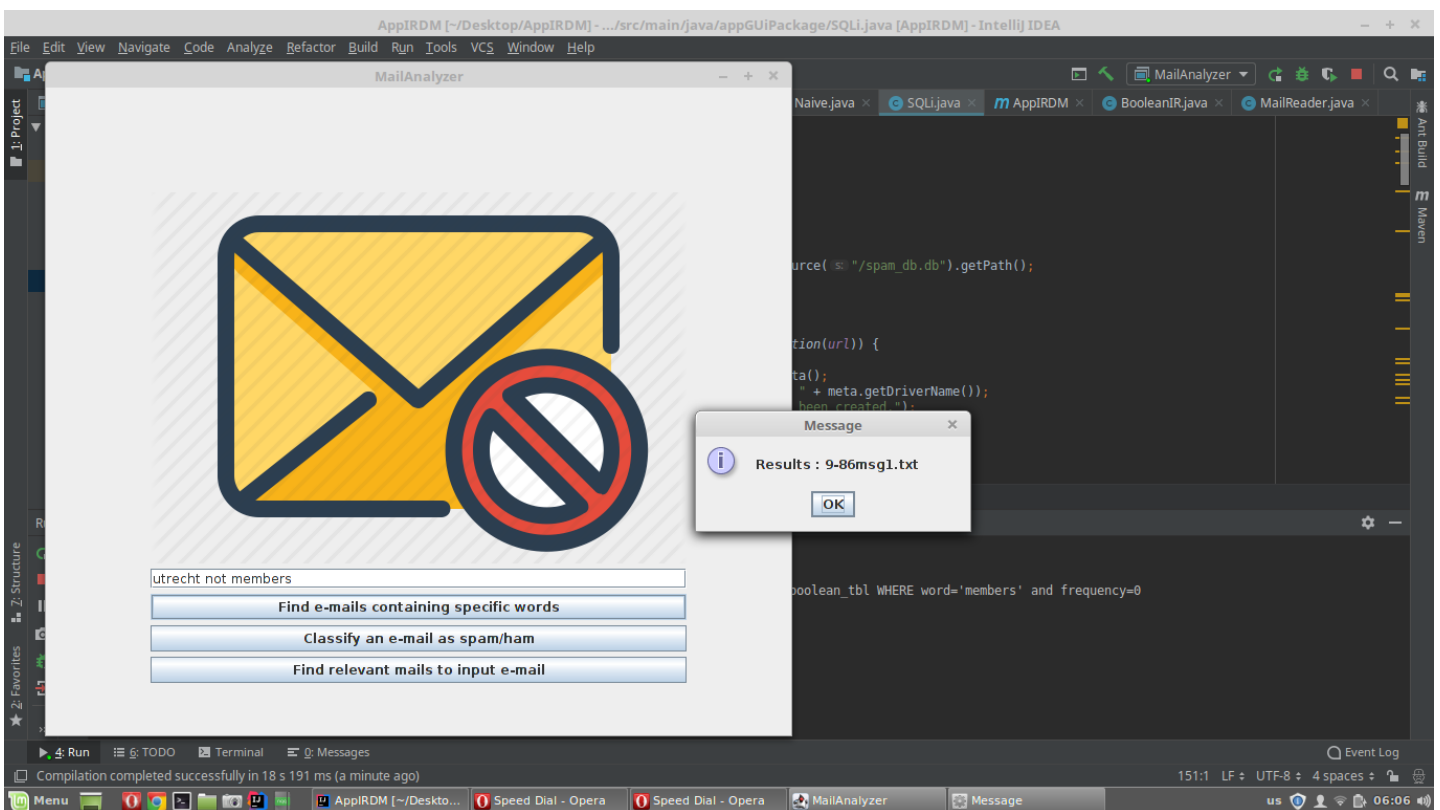 AppIRDM [~/Desktop/AppIRDM] - .../src/main/java/appGUiPackage/SQLi.java [AppIRDM] - IntelliJ IDEA
File Edit View Navigate Code Analyze Refactor Build Run Tools VCS Window Help
MailAnalyzer
MailAnalyzer
1: Project
Naive.java
SQLi.java
m AppIRDM
BooleanIR.java
MailReader.java
Ant Build
m Maven
urce( s: "/spam_db.db").getPath();
tion(url)) {
ta();
" + meta.getDriverName());
been created.");
Message
Results : 9-86msg1.txt
OK
utrecht not members
Find e-mails containing specific words
Classify an e-mail as spam/ham
Find relevant mails to input e-mail
boolean_tbl WHERE word='members' and frequency=0
Z: Structure
2: Favorites
4: Run 6: TODO Terminal 0: Messages Event Log
Compilation completed successfully in 18 s 191 ms (a minute ago) 151:1 LF UTF-8 4 spaces
Menu AppIRDM [~/Deskto... Speed Dial - Opera Speed Dial - Opera MailAnalyzer Message us 06:06